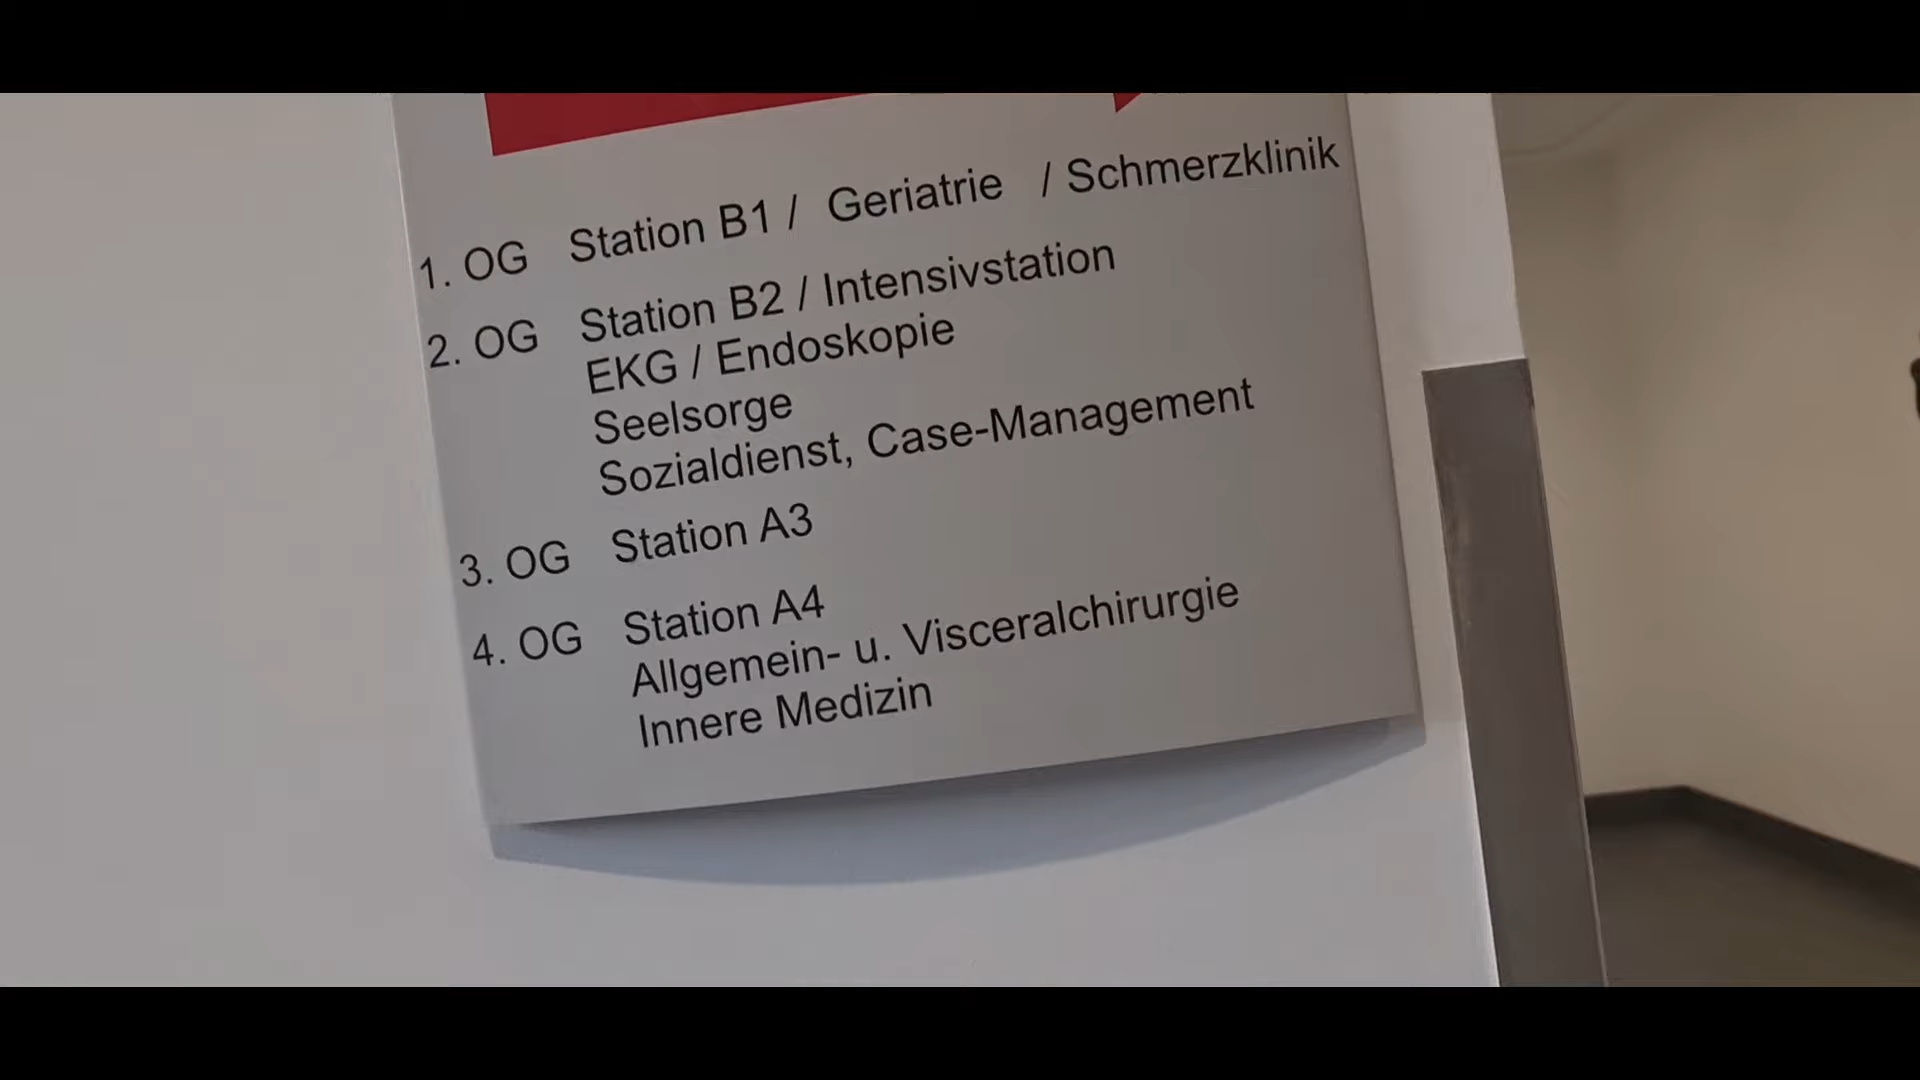 1. OG Station B1 / Geriatrie / Schmerzklinik
2. OG Station B2 / Intensivstation
EKG / Endoskopie
Seelsorge
Sozialdienst, Case-Management
3. OG Station A3
4. OG Station A4
Allgemein- u. Visceralchirurgie
Innere Medizin